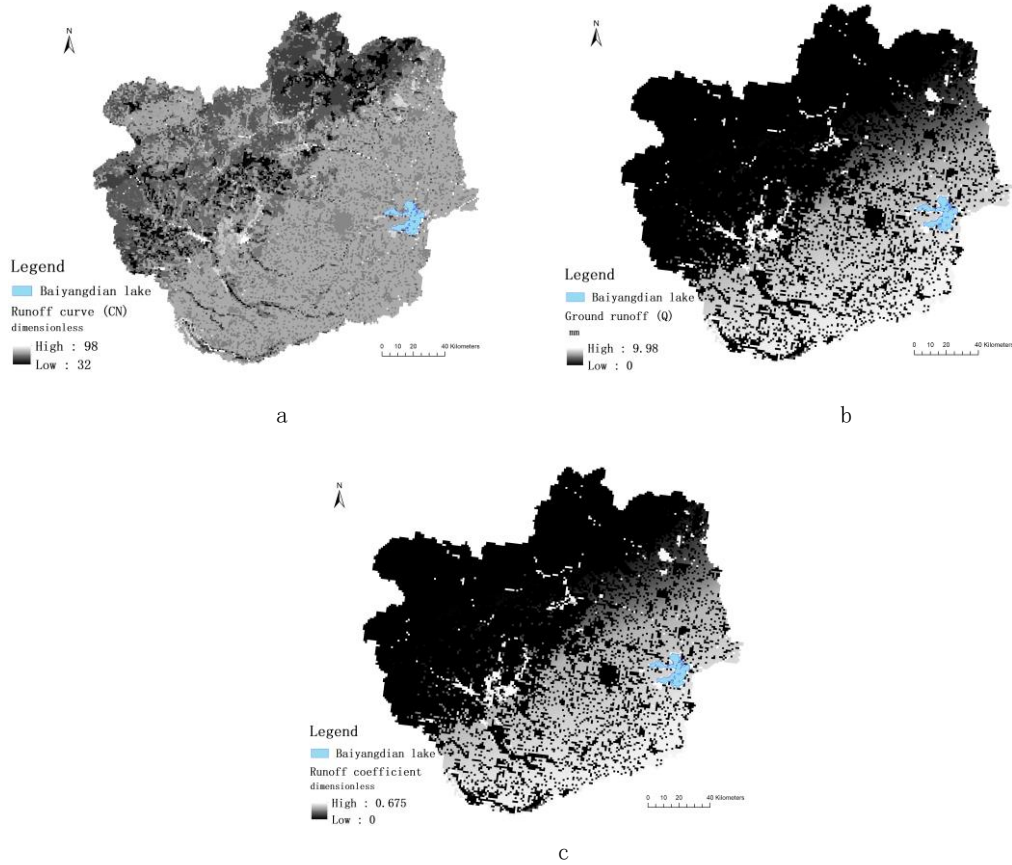 N
Legend
Baiyangdian lake
Runoff curve (CN)
dimensionless
High : 98
Low : 32
0 10 20 40 Kilometers
a
N
Legend
Baiyangdian lake
Ground runoff (Q)
mm
High : 9.98
Low : 0
0 10 20 40 Kilometers
b
N
Legend
Baiyangdian lake
Runoff coefficient
dimensionless
High : 0.675
Low : 0
0 10 20 40 Kilometers
c